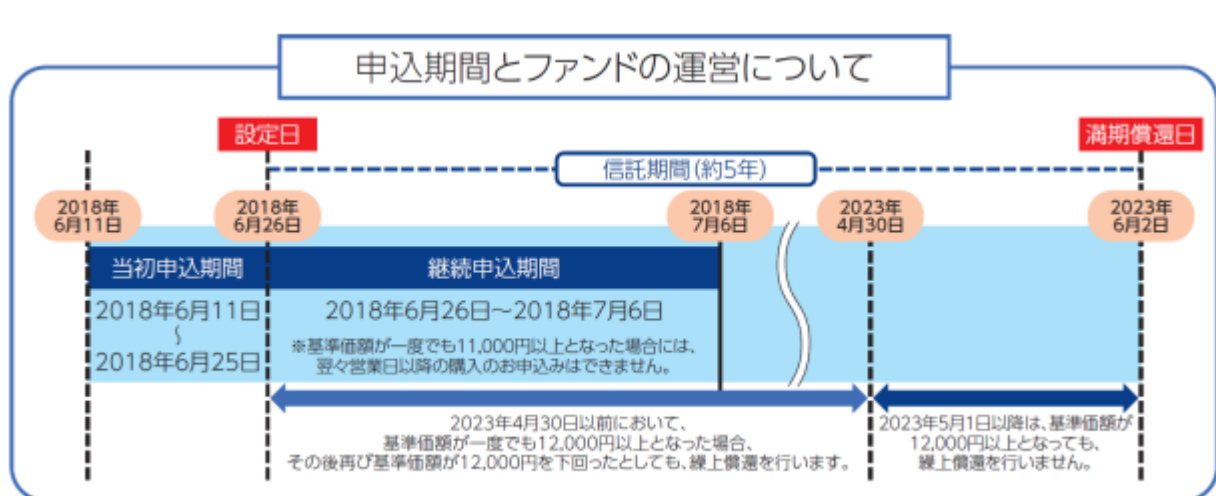 申込期間とファンドの運営について
設定日
満期償還日
信託期間(約5年)
2018年
6月11日
2018年
6月26日
2018年
7月6日
2023年
4月30日
2023年
6月2日
当初申込期間
継続申込期間
2018年6月11日
～
2018年6月25日
2018年6月26日～2018年7月6日
※基準価額が一度でも11,000円以上となった場合には、
翌々営業日以降の購入のお申込みはできません。
2023年4月30日以前において、
基準価額が一度でも12,000円以上となった場合、
その後再び基準価額が12,000円を下回ったとしても、繰上償還を行います。
2023年5月1日以降は、基準価額が
12,000円以上となっても、
繰上償還を行いません。